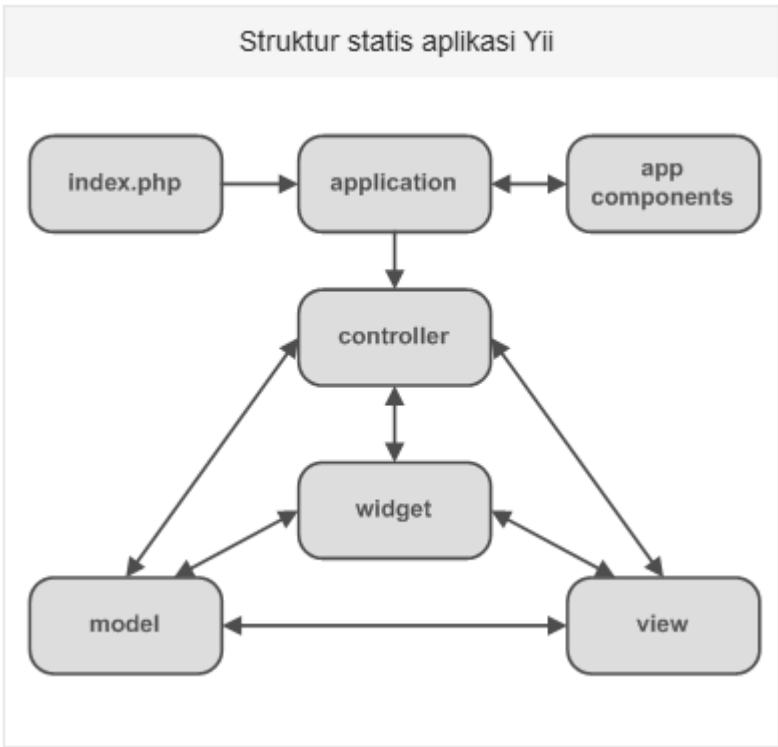 Struktur statis aplikasi Yii
index.php
application
app
components
controller
widget
model
view